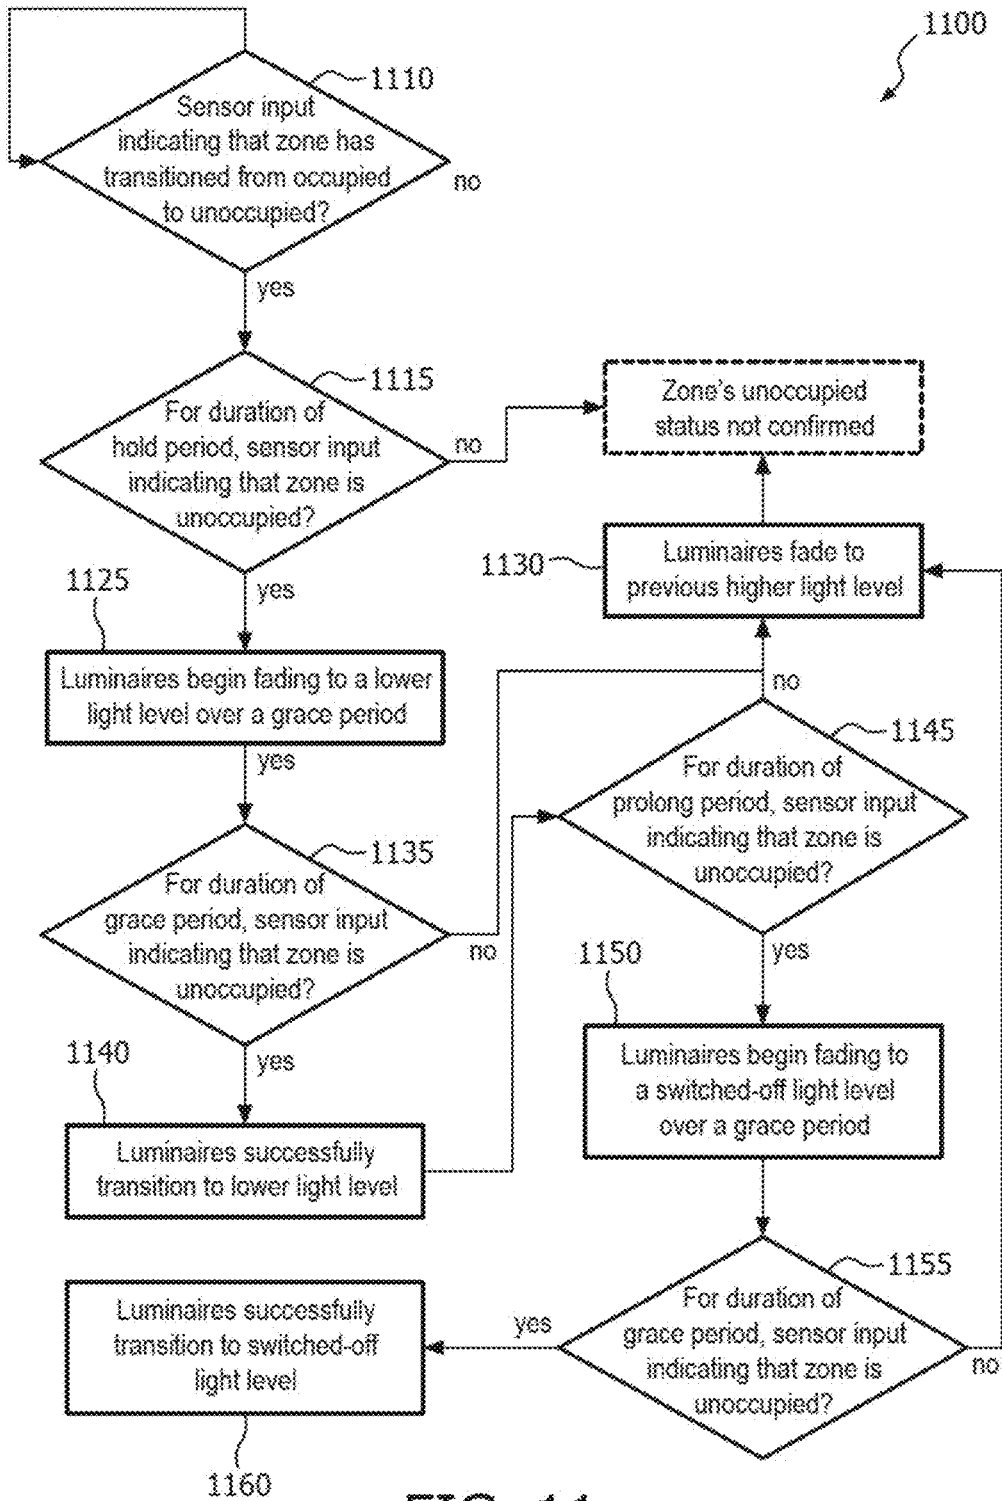 1100
1110
Sensor input
indicating that zone has
transitioned from occupied
to unoccupied?
no
yes
1115
For duration of
hold period, sensor input
indicating that zone is
unoccupied?
no
Zone's unoccupied
status not confirmed
yes
1130
Luminaires fade to
previous higher light level
1125
Luminaires begin fading to a lower
light level over a grace period
yes
no
1145
For duration of
prolong period, sensor input
indicating that zone is
unoccupied?
1135
For duration of
grace period, sensor input
indicating that zone is
unoccupied?
no
yes
yes
1150
Luminaires begin fading to
a switched-off light level
over a grace period
1140
Luminaires successfully
transition to lower light level
1155
For duration of
grace period, sensor input
indicating that zone is
unoccupied?
yes
no
Luminaires successfully
transition to switched-off
light level
1160
FIG. 11